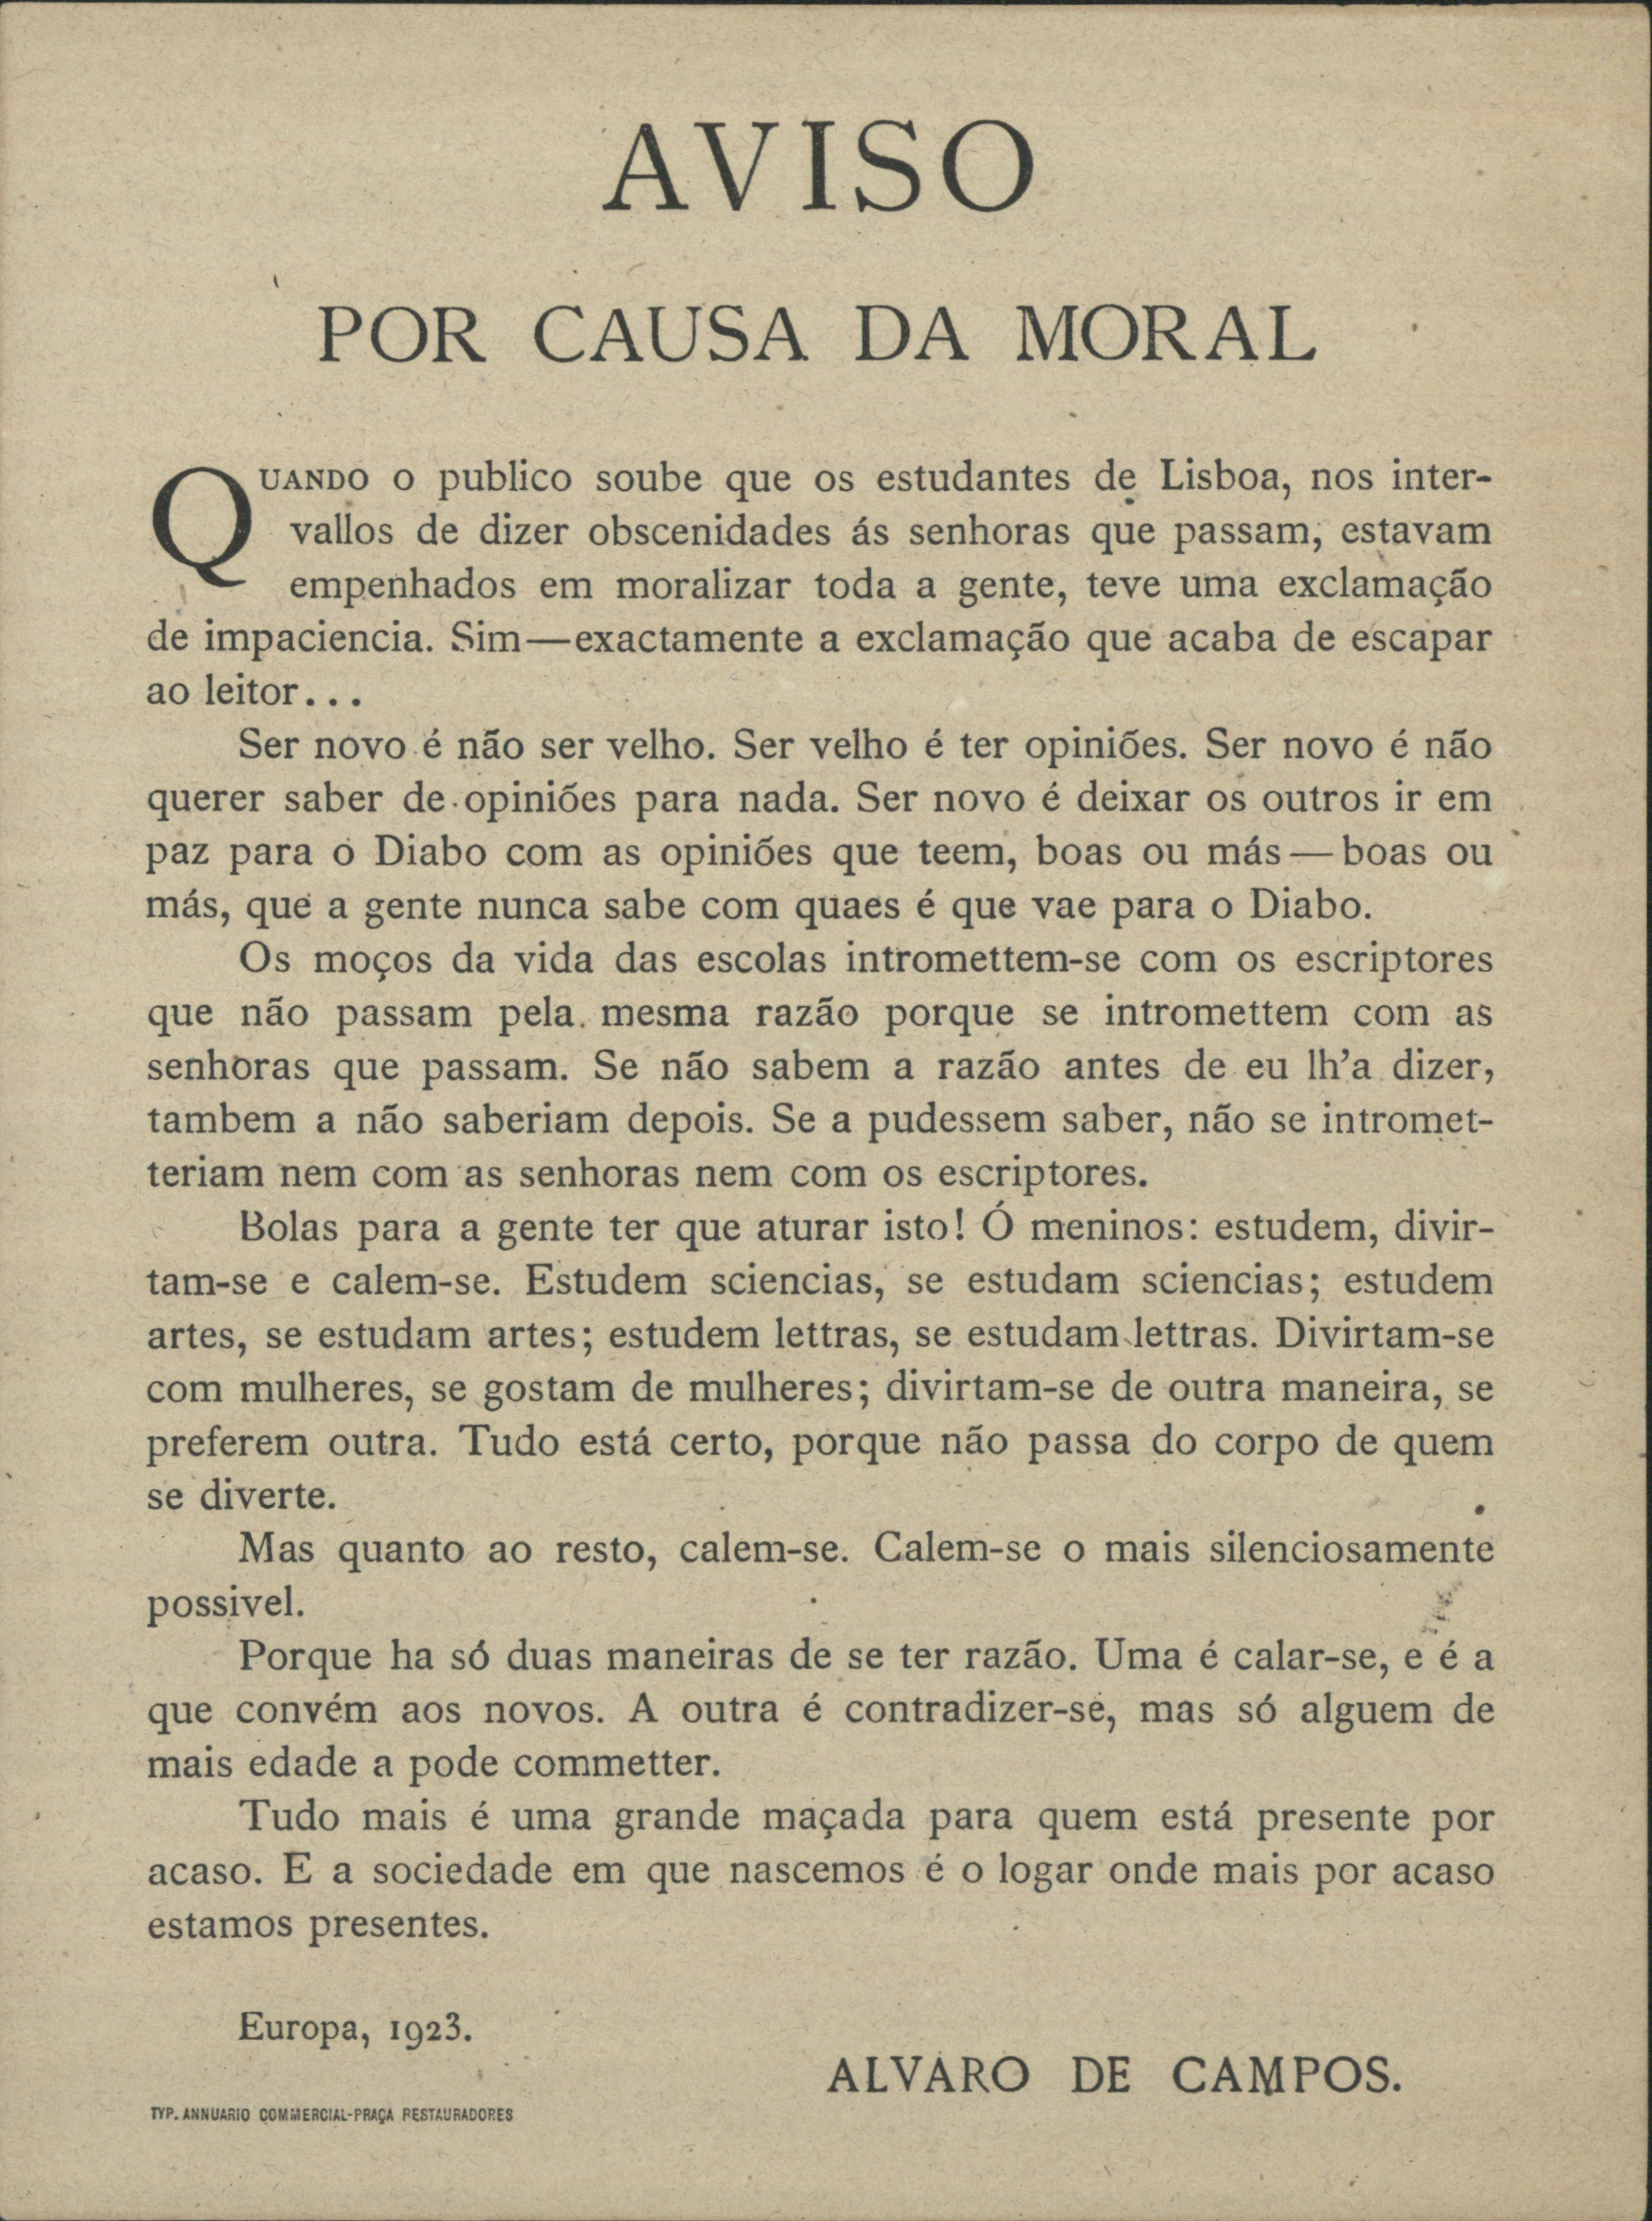 AVISO
POR CAUSA DA MORAL
QUANDO o publico soube que os estudantes de Lisboa, nos inter-
vallos de dizer obscenidades ás senhoras que passam, estavam
empenhados em moralizar toda a gente, teve uma exclamação
de impaciencia. Sim—exactamente a exclamação que acaba de escapar
ao leitor...
Ser novo é não ser velho. Ser velho é ter opiniões. Ser novo é não
querer saber de opiniões para nada. Ser novo é deixar os outros ir em
paz para o Diabo com as opiniões que teem, boas ou más—boas ou
más, que a gente nunca sabe com quaes é que vae para o Diabo.
Os moços da vida das escolas intromettem-se com os escriptores
que não passam pela mesma razão porque se intromettem com as
senhoras que passam. Se não sabem a razão antes de eu lh'a dizer,
tambem a não saberiam depois. Se a pudessem saber, não se intromet-
teriam nem com as senhoras nem com os escriptores.
Bolas para a gente ter que aturar isto! Ó meninos: estudem, divir-
tam-se e calem-se. Estudem sciencias, se estudam sciencias; estudem
artes, se estudam artes; estudem lettras, se estudam lettras. Divirtam-se
com mulheres, se gostam de mulheres; divirtam-se de outra maneira, se
preferem outra. Tudo está certo, porque não passa do corpo de quem
se diverte.
Mas quanto ao resto, calem-se. Calem-se o mais silenciosamente
possivel.
Porque ha só duas maneiras de se ter razão. Uma é calar-se, e é a
que convém aos novos. A outra é contradizer-se, mas só alguem de
mais edade a pode commetter.
Tudo mais é uma grande maçada para quem está presente por
acaso. E a sociedade em que nascemos é o logar onde mais por acaso
estamos presentes.
Europa, 1923.
ALVARO DE CAMPOS.
TYP. ANNUARIO COMMERCIAL-PRAÇA RESTAURADORES